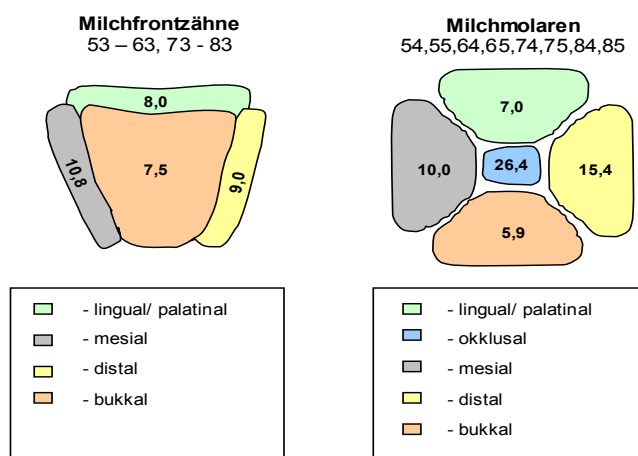 Milchfrontzähne
53 – 63, 73 - 83
8,0
10,8
7,5
9,0
- lingual/ palatinal
- mesial
- distal
- bukkal
Milchmolaren
54,55,64,65,74,75,84,85
7,0
10,0
26,4
15,4
5,9
- lingual/ palatinal
- okklusal
- mesial
- distal
- bukkal